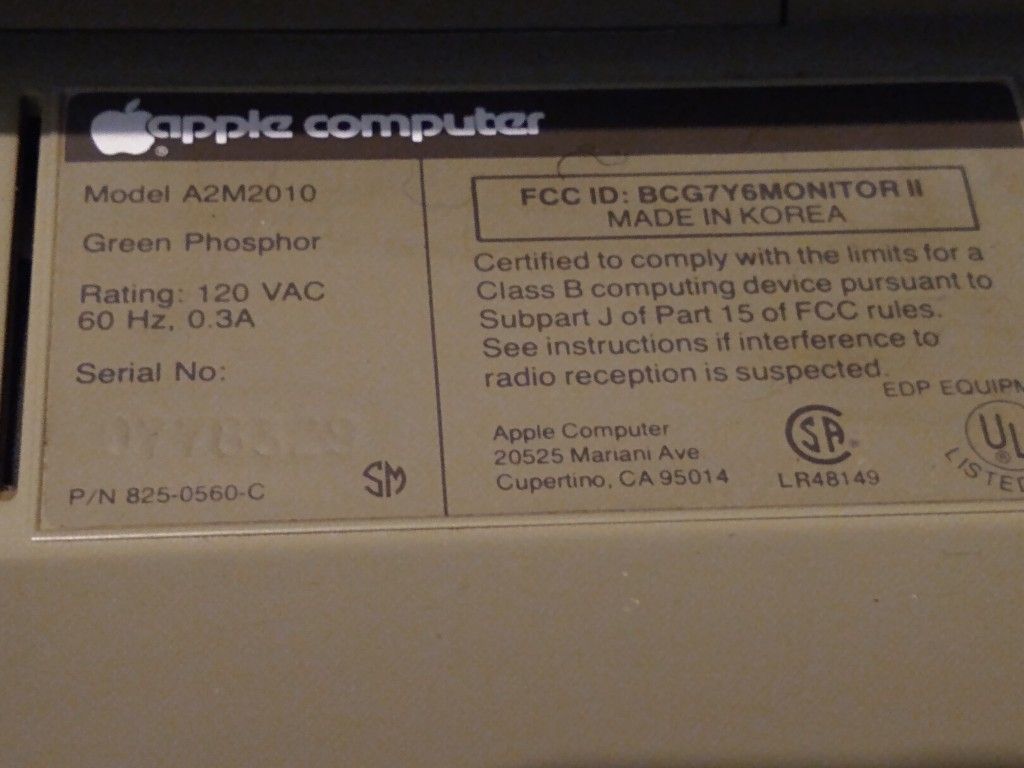 apple computer
Model A2M2010
Green Phosphor
Rating: 120 VAC
60 Hz, 0.3A
Serial No:
P/N 825-0560-C
SM
FCC ID: BCG7Y6MONITOR II
MADE IN KOREA
Certified to comply with the limits for a
Class B computing device pursuant to
Subpart J of Part 15 of FCC rules.
See instructions if interference to
radio reception is suspected.
Apple Computer
20525 Mariani Ave
Cupertino, CA 95014
SA
LR48149
EDP EQUIPM
UL
LISTED